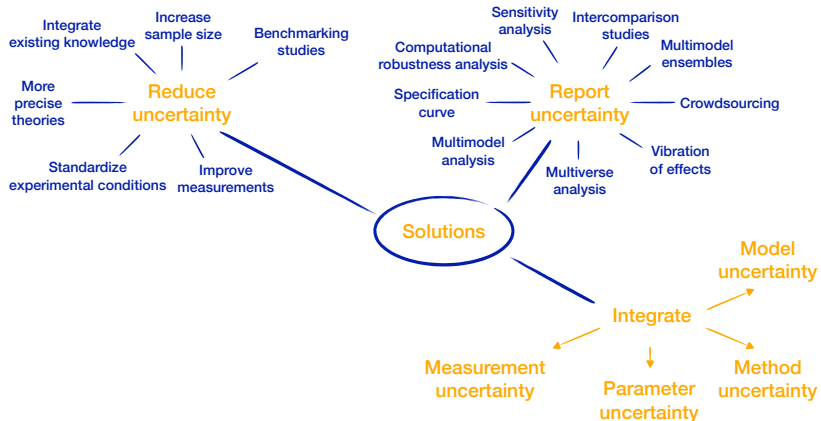 Integrate
existing knowledge
Increase
sample size
Benchmarking
studies
More
precise
theories
Reduce
uncertainty
Standardize
experimental conditions
Improve
measurements
Sensitivity
analysis
Intercomparison
studies
Computational
robustness analysis
Multimodel
ensembles
Specification
curve
Report
uncertainty
Crowdsourcing
Multimodel
analysis
Multiverse
analysis
Vibration
of effects
Solutions
Integrate
Model
uncertainty
Measurement
uncertainty
Parameter
uncertainty
Method
uncertainty